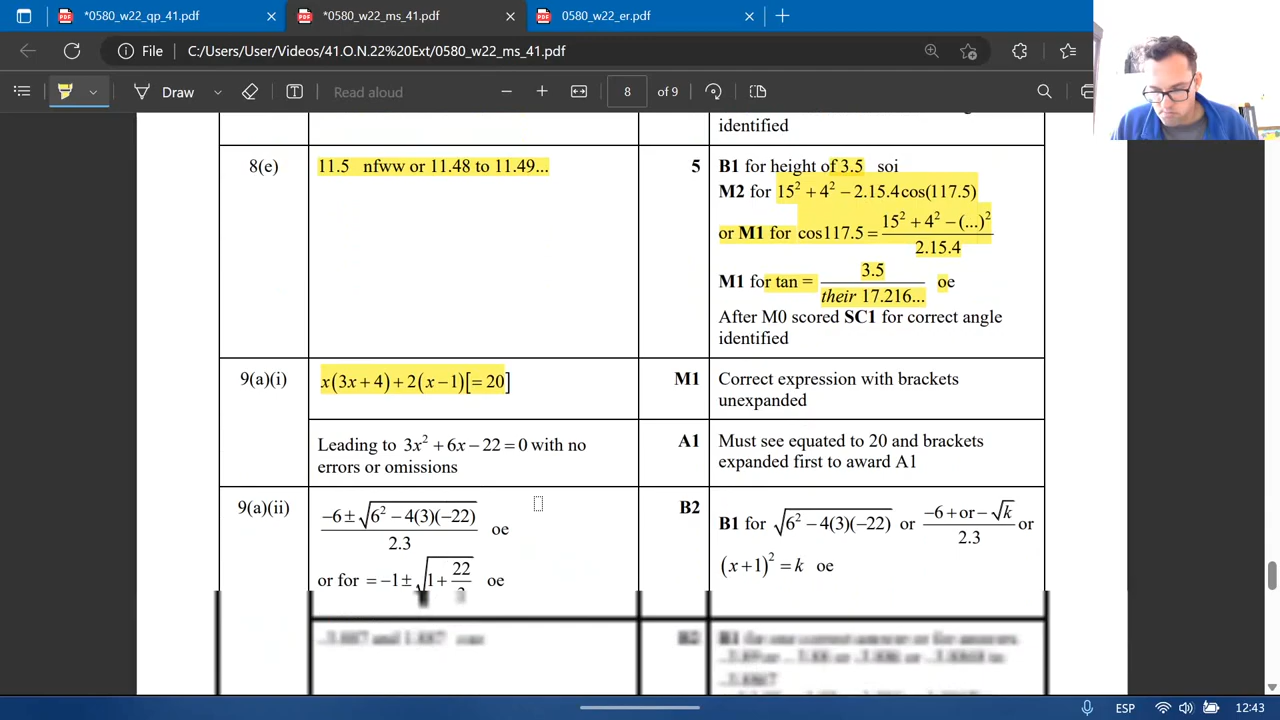 *0580_w22_qp_41.pdf
*0580_w22_ms_41.pdf
0580_w22_er.pdf
File C:/Users/User/Videos/41.O.N.22%20Ext/0580_w22_ms_41.pdf
Draw
Read aloud
8 of 9
identified
8(e)
11.5 nfww or 11.48 to 11.49...
5
B1 for height of 3.5 soi
M2 for 15² + 4² − 2.15.4cos(117.5)
or M1 for cos117.5 = (15² + 4² − (...)²) / 2.15.4
M1 for tan = 3.5 / their 17.216... oe
After M0 scored SC1 for correct angle
identified
9(a)(i)
x(3x + 4) + 2(x − 1)[= 20]
M1
Correct expression with brackets
unexpanded
Leading to 3x² + 6x − 22 = 0 with no
errors or omissions
A1
Must see equated to 20 and brackets
expanded first to award A1
9(a)(ii)
(−6 ± √(6² − 4(3)(−22))) / 2.3 oe
or for = −1 ± √(1 + 22/3) oe
B2
B1 for √(6² − 4(3)(−22)) or (−6 + or − √k) / 2.3 or
(x + 1)² = k oe
B2
ESP
12:43